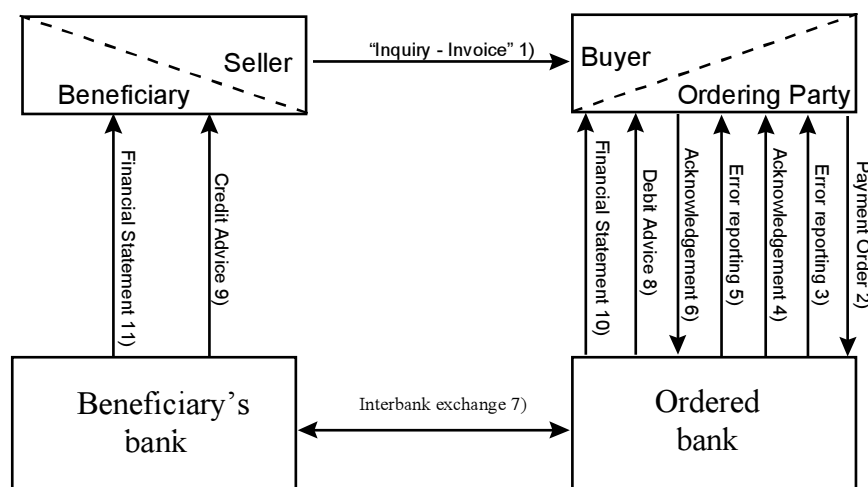 Seller
Beneficiary
“Inquiry - Invoice” 1)
Buyer
Ordering Party
Financial Statement 11)
Credit Advice 9)
Financial Statement 10)
Debit Advice 8)
Acknowledgement 6)
Error reporting 5)
Acknowledgement 4)
Error reporting 3)
Payment Order 2)
Beneficiary’s
bank
Interbank exchange 7)
Ordered
bank